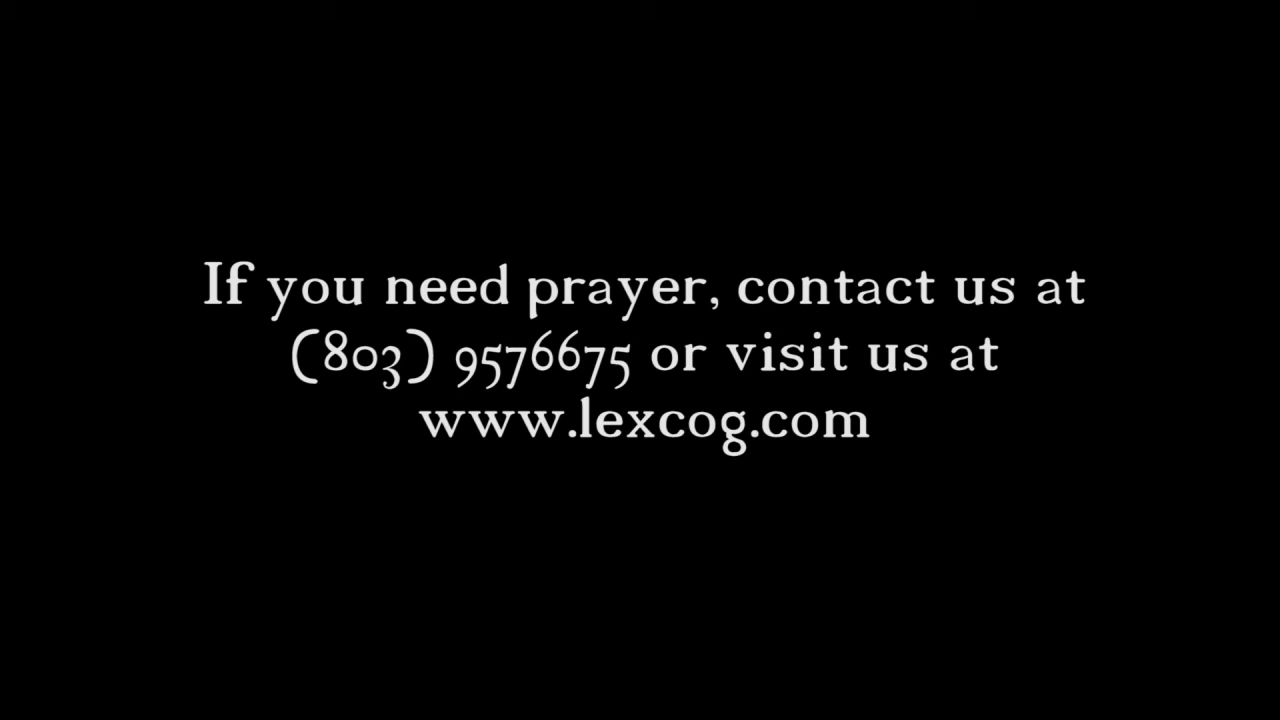 If you need prayer, contact us at
(803) 9576675 or visit us at
www.lexcog.com